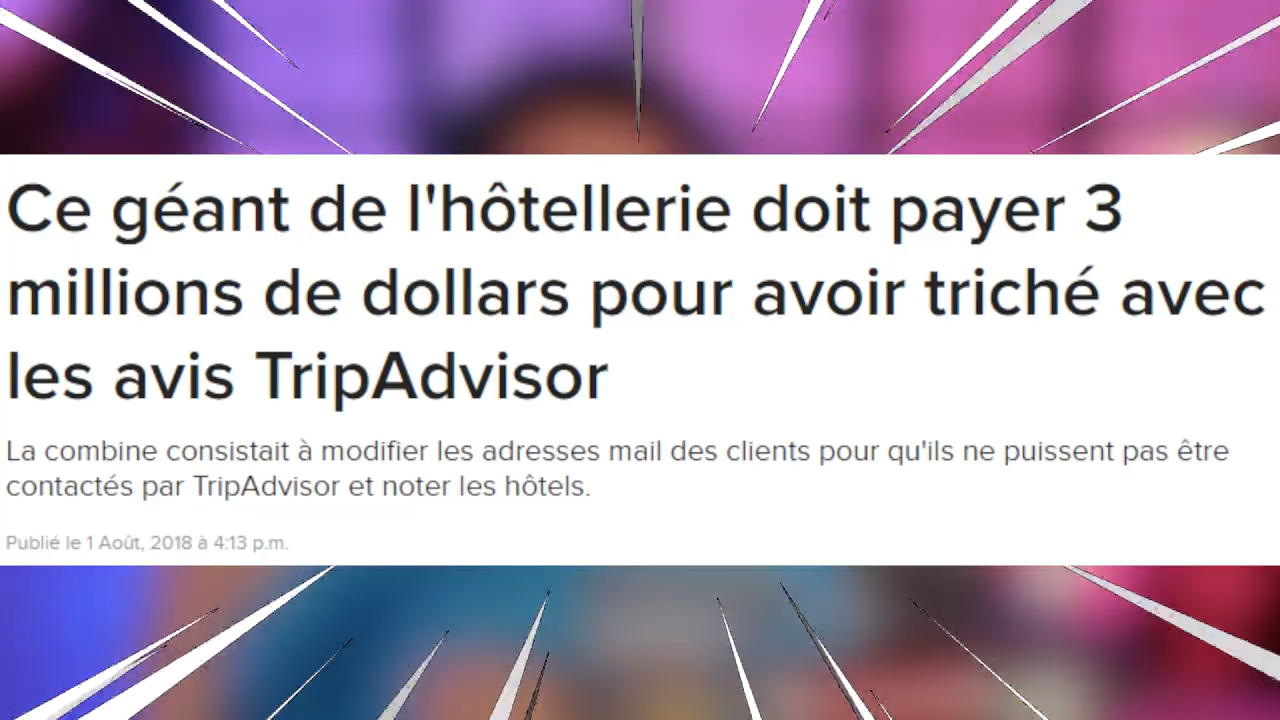 Ce géant de l'hôtellerie doit payer 3
millions de dollars pour avoir triché avec
les avis TripAdvisor
La combine consistait à modifier les adresses mail des clients pour qu'ils ne puissent pas être
contactés par TripAdvisor et noter les hôtels.
Publié le 1 Août, 2018 à 4:13 p.m.